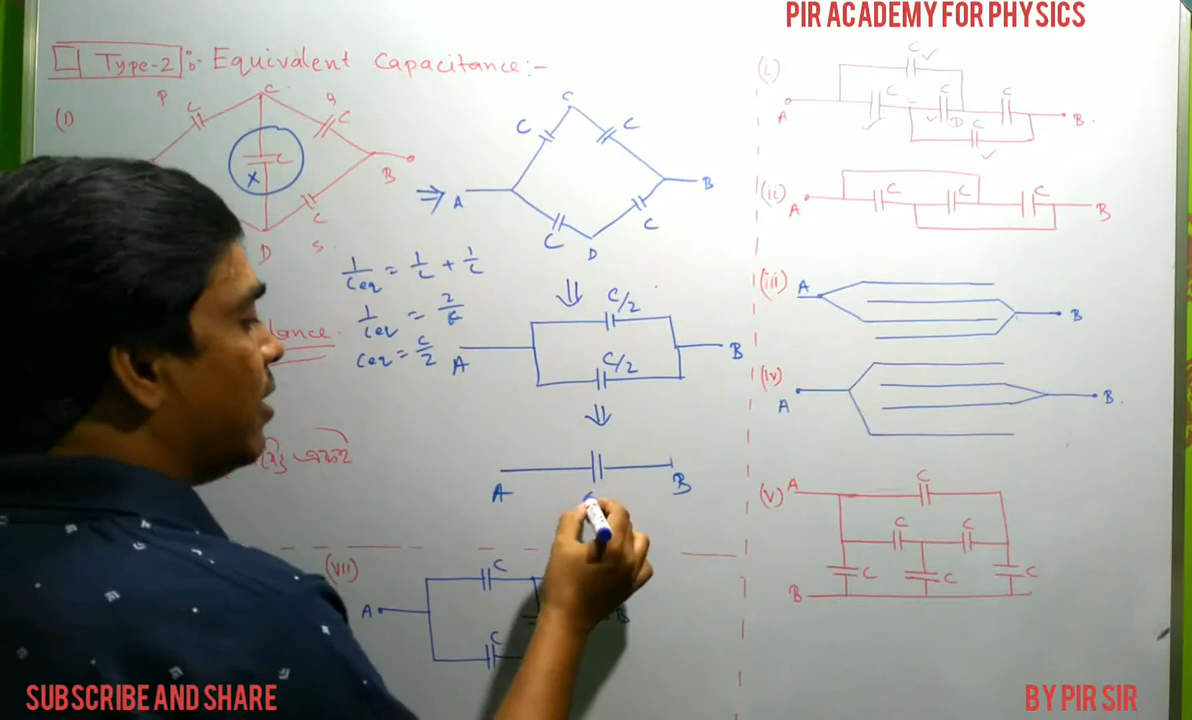 PIR ACADEMY FOR PHYSICS
Type-2 :- Equivalent Capacitance:-
(I)
P
C
C
Q
C
C
B
C
D
S
A
C
C
C
B
C
C
D
1/Ceq = 1/C + 1/C
1/Ceq = 2/C
Ceq = C/2
A
C/2
C/2
B
A
B
(vii)
A
C
C
B
(i)
A
C
C
C
C
D
C
C
B
(ii)
A
C
C
C
B
(iii)
A
B
(iv)
A
B
(v)
A
C
C
C
C
C
C
B
SUBSCRIBE AND SHARE
BY PIR SIR